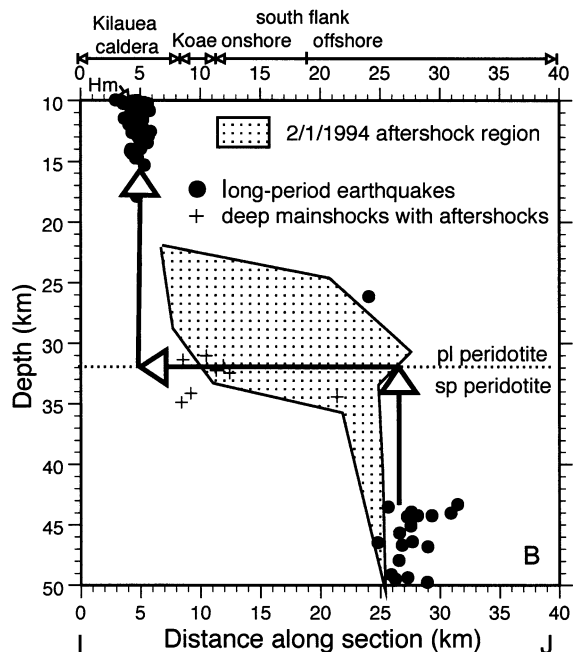 south flank
Kilauea
caldera
Koae onshore offshore
0 5 10 15 20 25 30 35 40
Hm
10
15
20
25
30
35
40
45
50
2/1/1994 aftershock region
long-period earthquakes
+ deep mainshocks with aftershocks
pl peridotite
sp peridotite
Depth (km)
B
0 5 10 15 20 25 30 35 40
I Distance along section (km) J